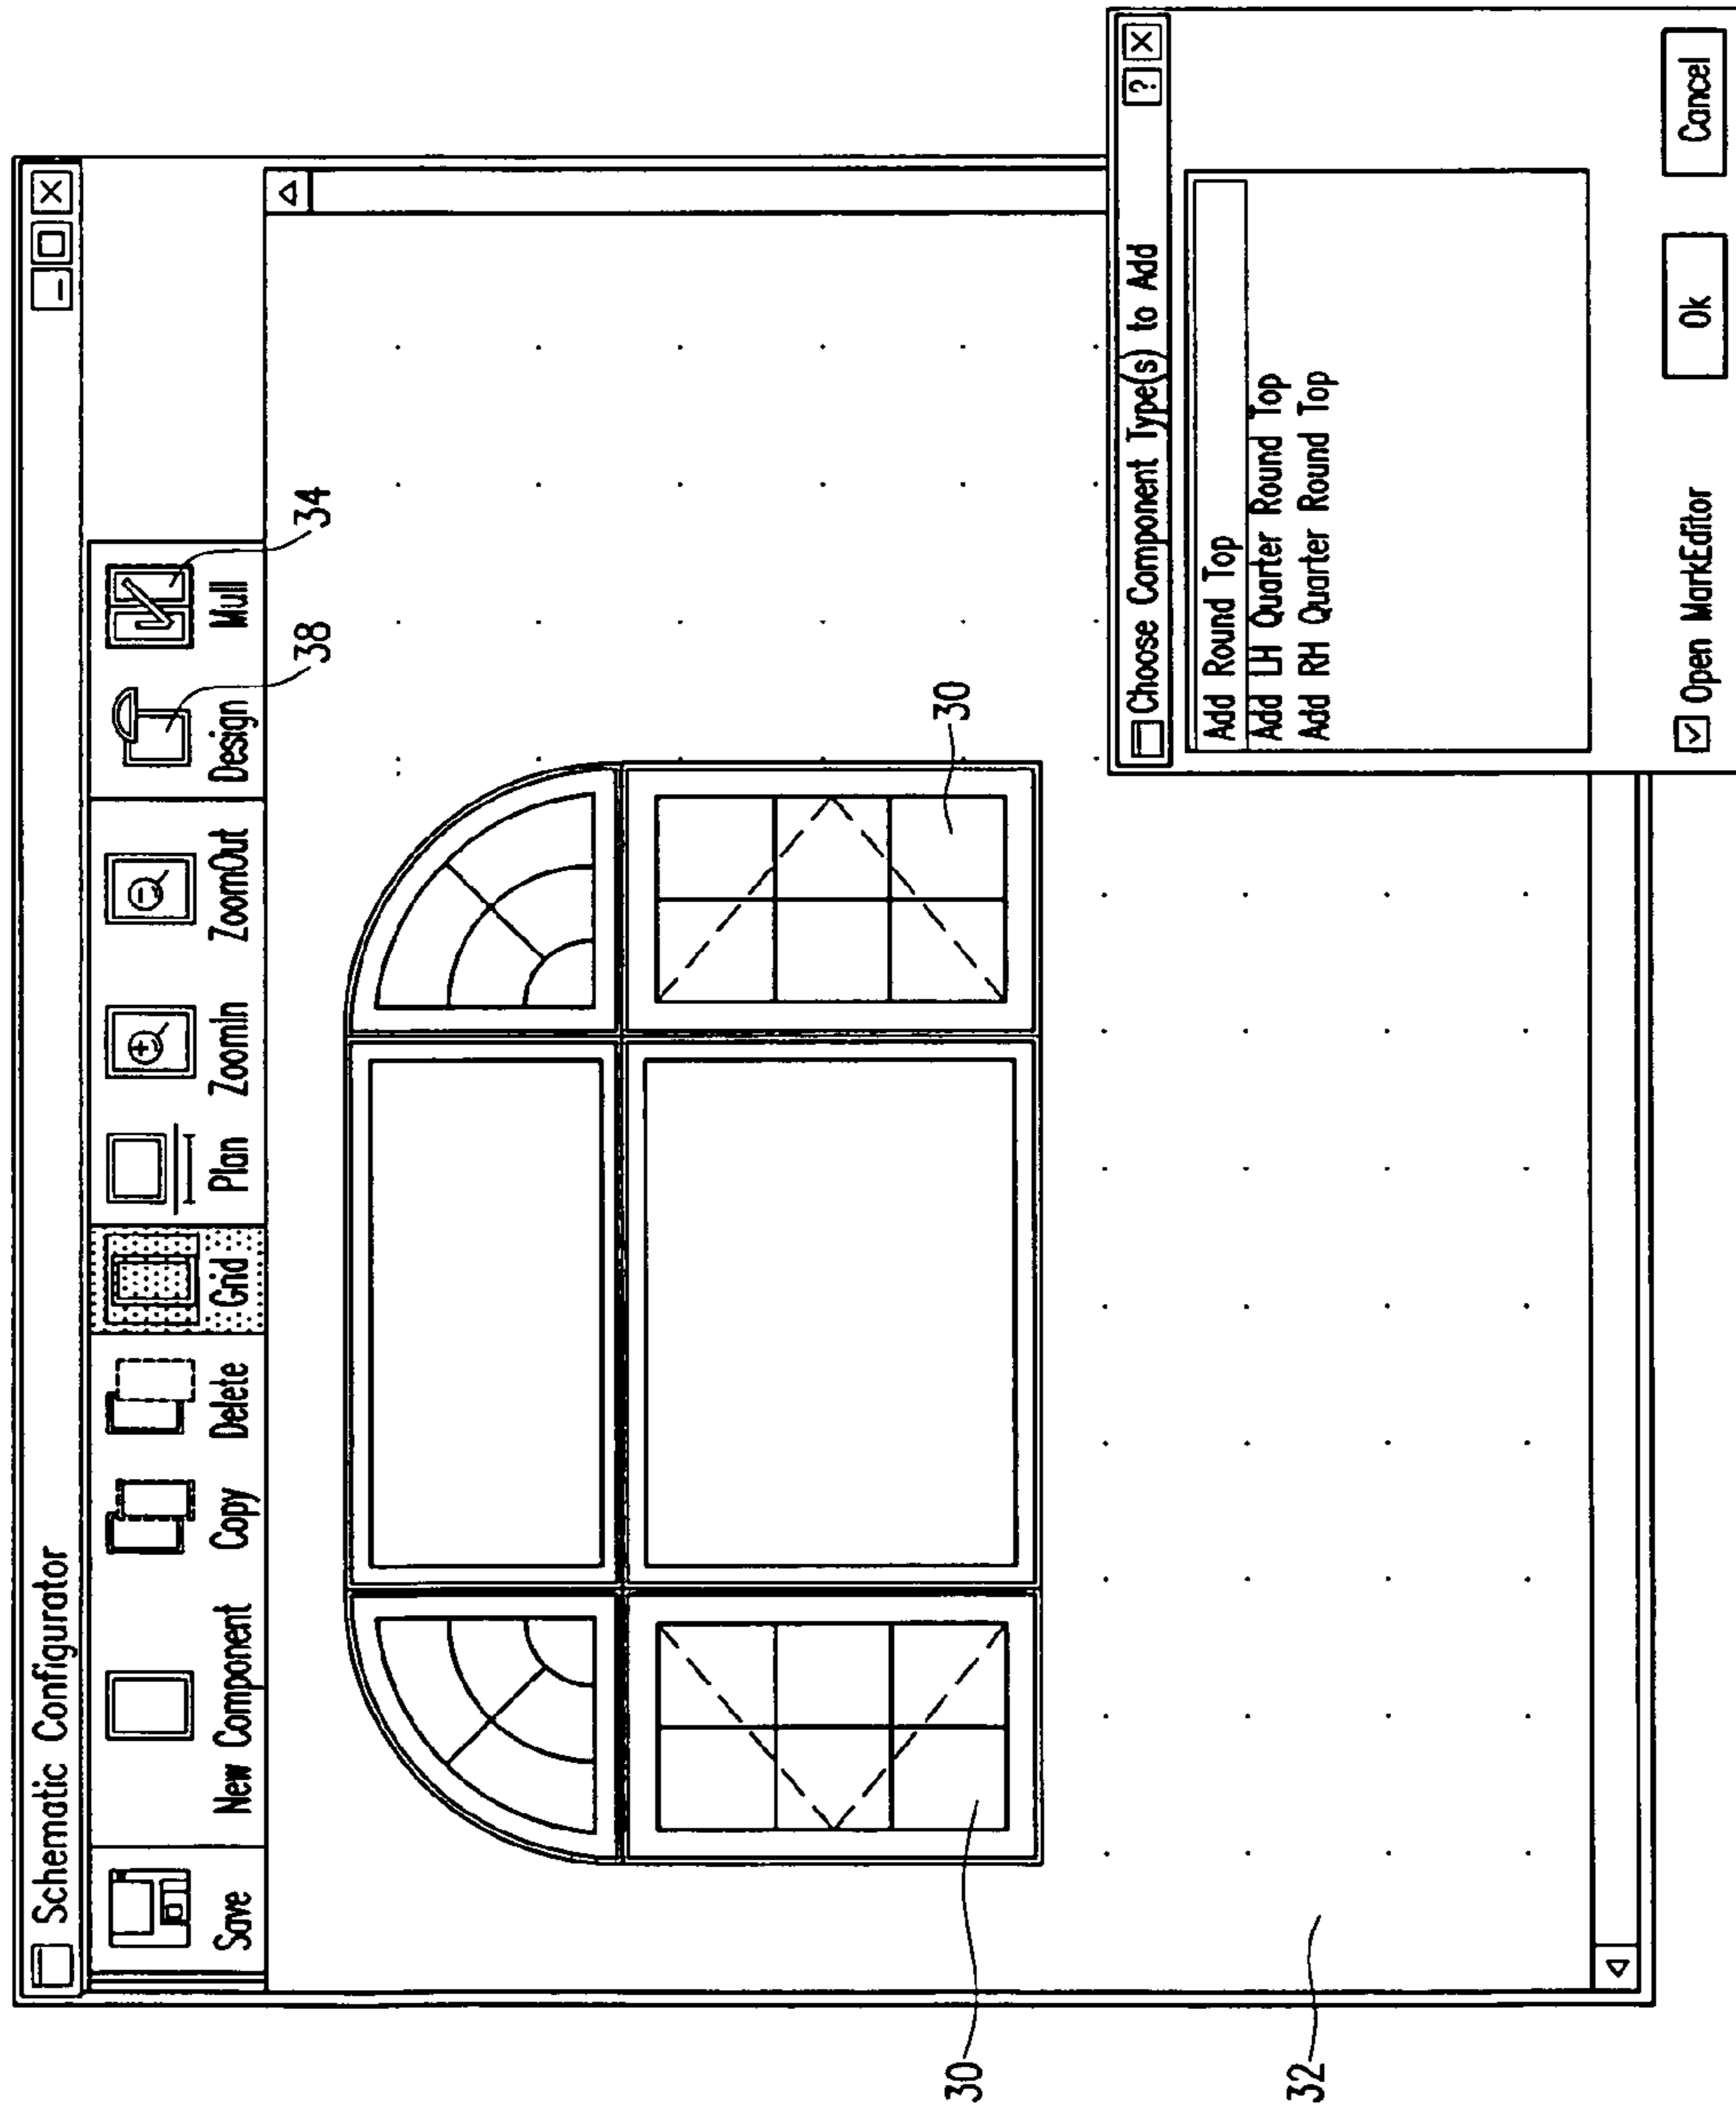 Schematic Configurator
Save
New Component
Copy
Delete
Grid
Plan
ZoomIn
ZoomOut
Design
Mull
38
34
30
30
32
Choose Component Type(s) to Add
?
Add Round Top
Add LH Quarter Round Top
Add RH Quarter Round Top
Open MarkEditor
Ok
Cancel